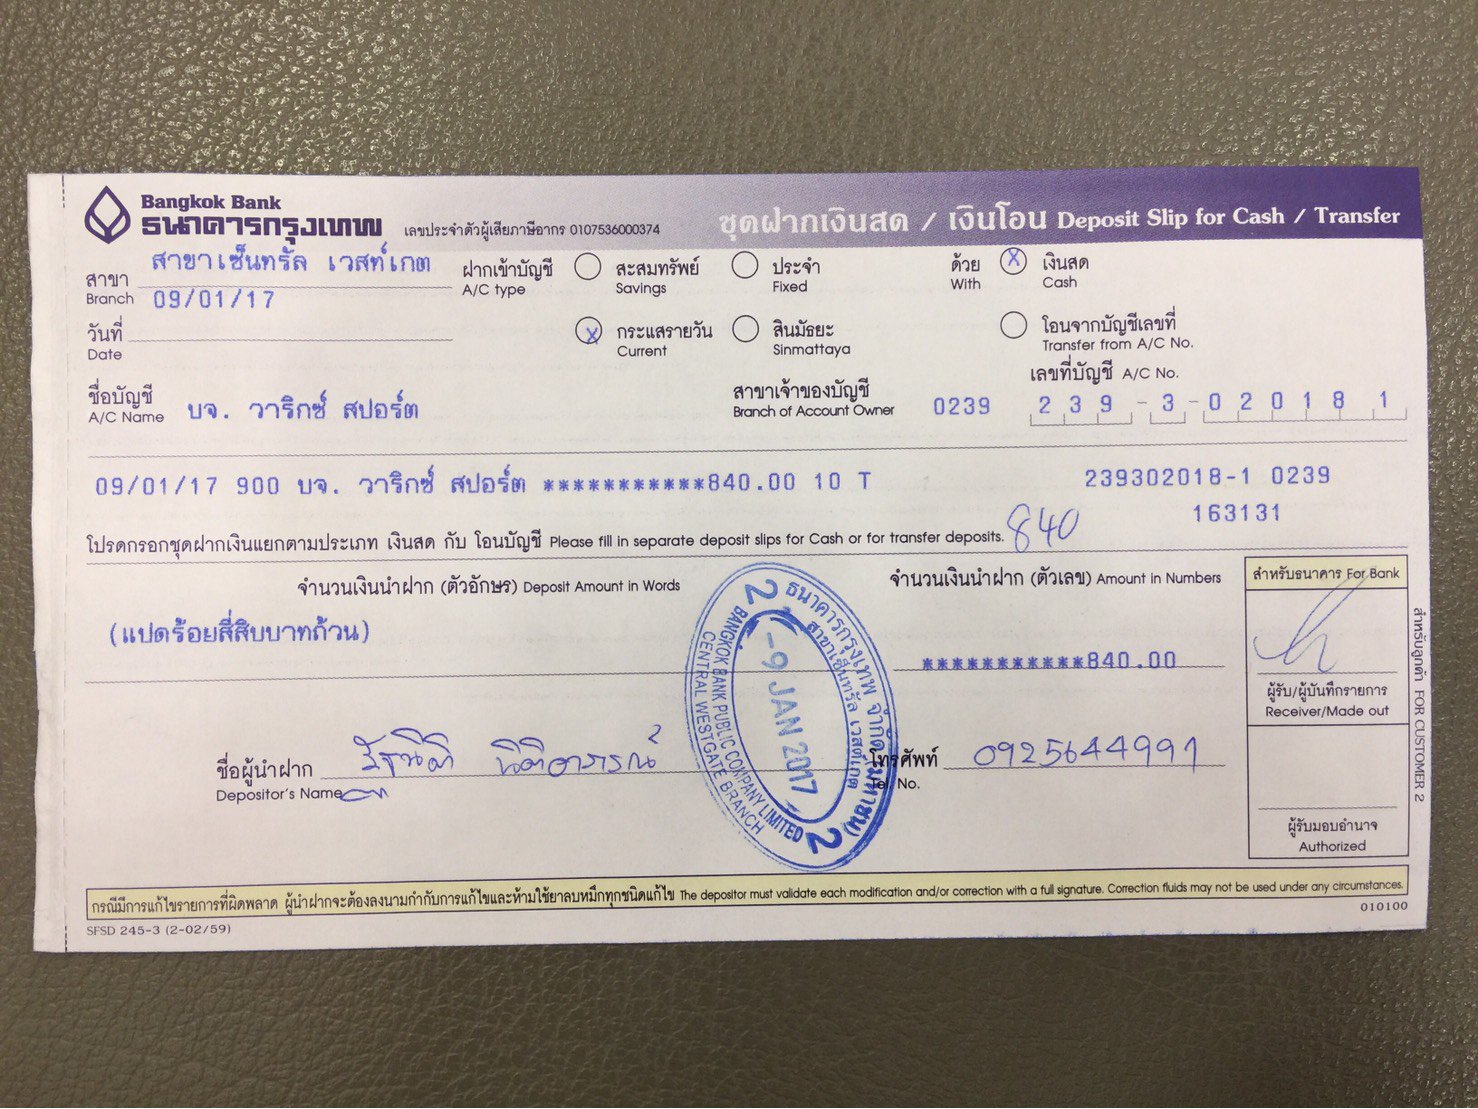 Bangkok Bank
ธนาคารกรุงเทพ เลขประจำตัวผู้เสียภาษีอากร 0107536000374 ชุดฝากเงินสด / เงินโอน Deposit Slip for Cash / Transfer
สาขา สาขาเซ็นทรัล เวสท์เกต ฝากเข้าบัญชี สะสมทรัพย์ ประจำ ด้วย X เงินสด
Branch 09/01/17 A/C type Savings Fixed With Cash
วันที่ X กระแสรายวัน สินมัธยะ โอนจากบัญชีเลขที่
Date Current Sinmattaya Transfer from A/C No.
ชื่อบัญชี สาขาเจ้าของบัญชี เลขที่บัญชี A/C No.
A/C Name บจ. วาริกซ์ สปอร์ต Branch of Account Owner 0239 239-3-02018 1
09/01/17 900 บจ. วาริกซ์ สปอร์ต ***********840.00 10 T 239302018-1 0239
163131
โปรดกรอกชุดฝากเงินแยกตามประเภท เงินสด กับ โอนบัญชี Please fill in separate deposit slips for Cash or for transfer deposits. 840
จำนวนเงินนำฝาก (ตัวอักษร) Deposit Amount in Words จำนวนเงินนำฝาก (ตัวเลข) Amount in Numbers สำหรับธนาคาร For Bank
(แปดร้อยสี่สิบบาทถ้วน) ***********840.00
ผู้รับ/ผู้บันทึกรายการ
Receiver/Made out
ชื่อผู้นำฝาก โทรศัพท์ 0925644991
Depositor's Name Tel. No.
ผู้รับมอบอำนาจ
Authorized
2 ธนาคารกรุงเทพ จำกัด (มหาชน) 2
สาขาเซ็นทรัล เวสต์เกต
-9 JAN 2017
BANGKOK BANK PUBLIC COMPANY LIMITED
CENTRAL WESTGATE BRANCH
สำหรับลูกค้า FOR CUSTOMER 2
กรณีมีการแก้ไขรายการที่ผิดพลาด ผู้นำฝากจะต้องลงนามกำกับการแก้ไขและห้ามใช้ยาลบหมึกทุกชนิดแก้ไข The depositor must validate each modification and/or correction with a full signature. Correction fluids may not be used under any circumstances.
SFSD 245-3 (2-02/59) 010100